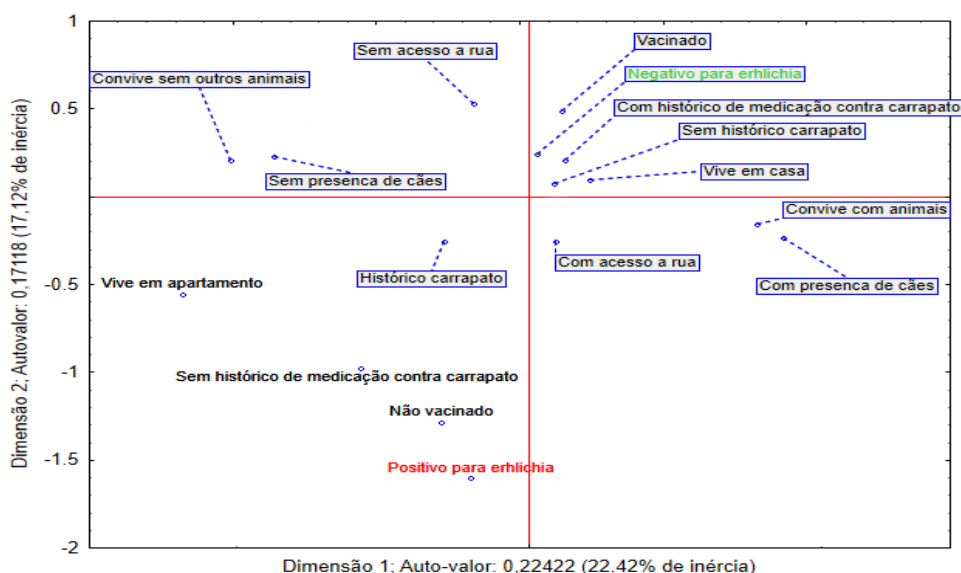 1
Sem acesso a rua
Vacinado
Convive sem outros animais
Negativo para erhlichia
0.5
Com histórico de medicação contra carrapato
Sem histórico carrapato
Sem presenca de cães
Vive em casa
0
Convive com animais
Histórico carrapato
Com acesso a rua
Com presenca de cães
-0.5
Vive em apartamento
-1
Sem histórico de medicação contra carrapato
Não vacinado
-1.5
Positivo para erhlichia
-2
Dimensão 2; Autovalor: 0,17118 (17,12% de inércia)
Dimensão 1; Auto-valor: 0,22422 (22,42% de inércia)